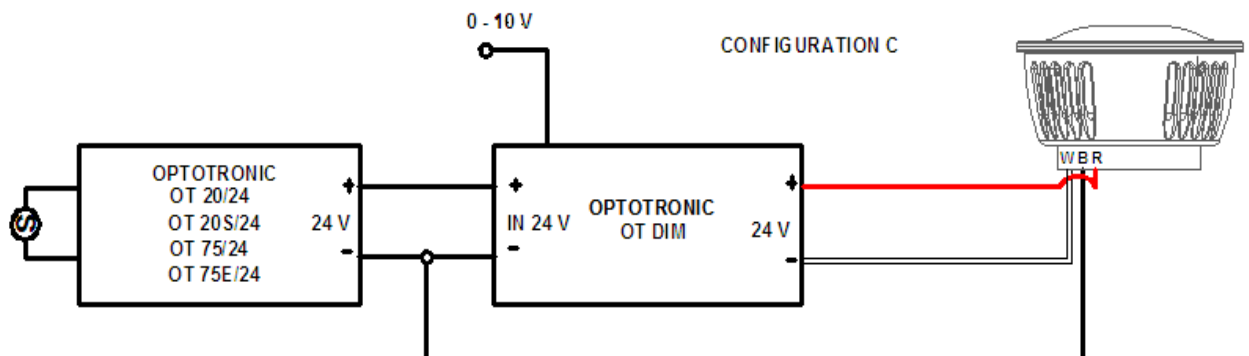 0 - 10 V
CONFIGURATION C
W B R
OPTOTRONIC
OT 20/24
OT 20S/24
OT 75/24
OT 75E/24
+
24 V
-
+
IN 24 V
-
OPTOTRONIC
OT DIM
+
24 V
-
S